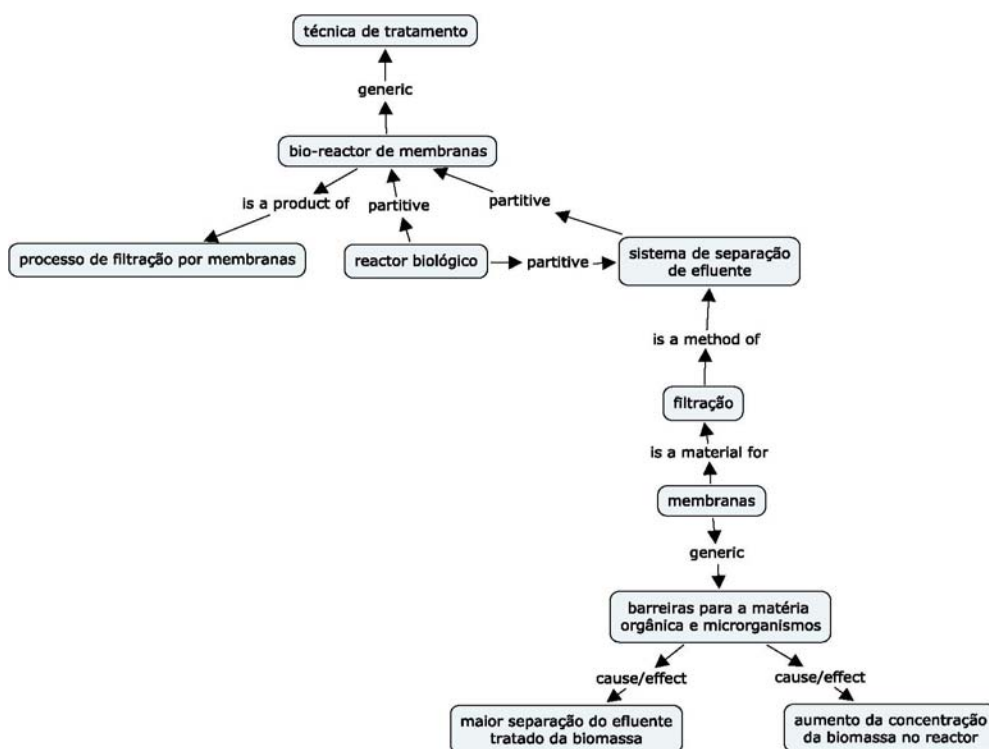 técnica de tratamento
generic
bio-reactor de membranas
is a product of
partitive
partitive
processo de filtração por membranas
reactor biológico
partitive
sistema de separação
de efluente
is a method of
filtração
is a material for
membranas
generic
barreiras para a matéria
orgânica e microrganismos
cause/effect
cause/effect
maior separação do efluente
tratado da biomassa
aumento da concentração
da biomassa no reactor